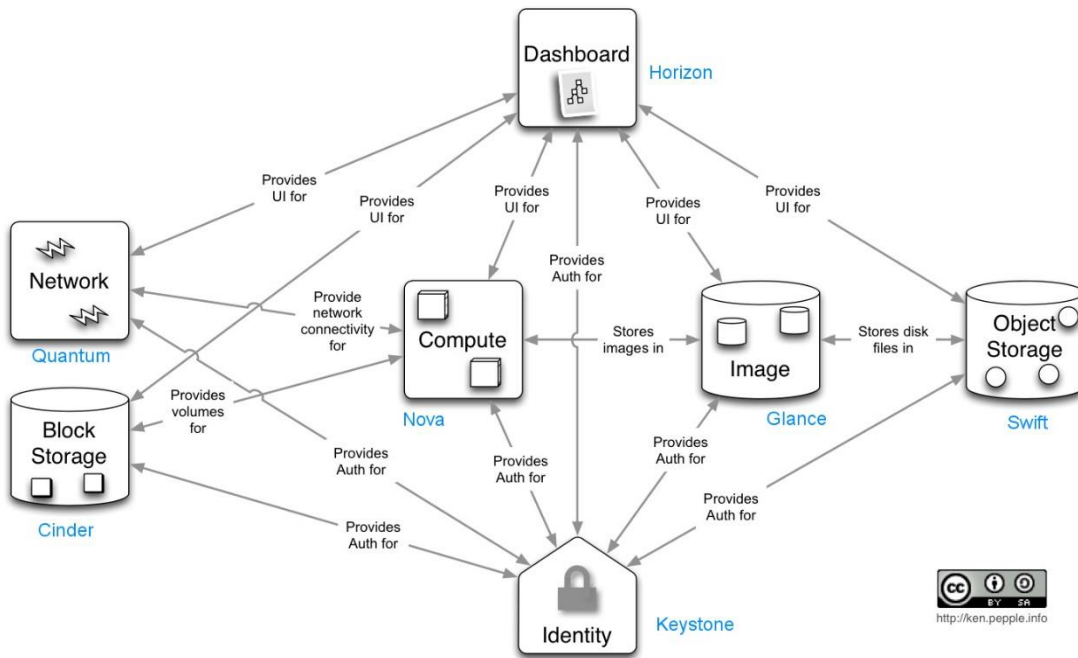 Dashboard
Horizon
Provides
UI for
Provides
UI for
Provides
UI for
Provides
UI for
Provides
UI for
Provides
Auth for
Network
Quantum
Provide
network
connectivity
for
Compute
Nova
Stores
images in
Image
Glance
Stores disk
files in
Object
Storage
Swift
Provides
volumes
for
Block
Storage
Cinder
Provides
Auth for
Provides
Auth for
Provides
Auth for
Provides
Auth for
Provides
Auth for
Identity
Keystone
cc
BY SA
http://ken.pepple.info